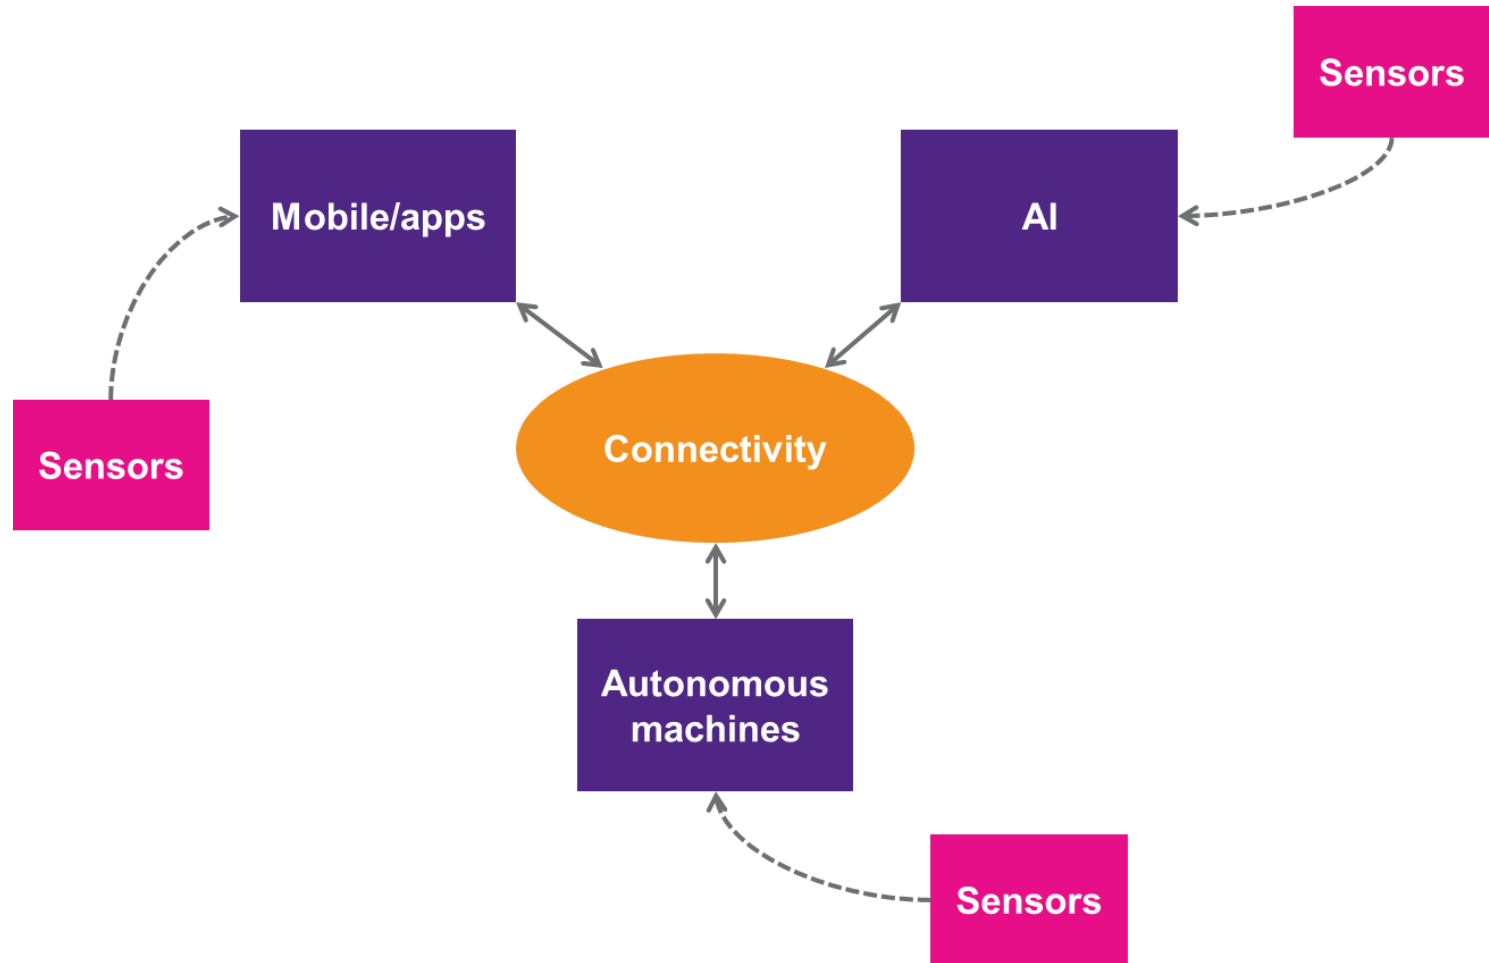 Sensors
Mobile/apps
AI
Connectivity
Sensors
Autonomous
machines
Sensors